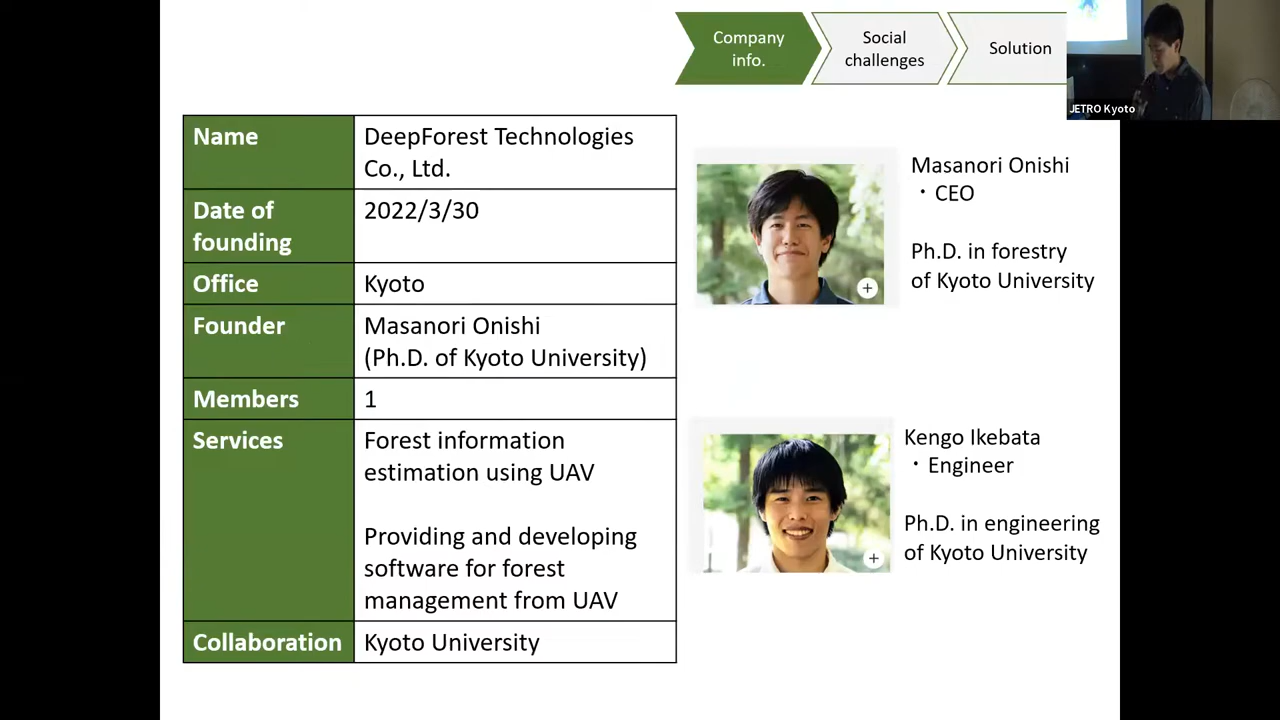 Company
info.
Social
challenges
Solution
JETRO Kyoto
Name
DeepForest Technologies
Co., Ltd.
Date of
founding
2022/3/30
Office
Kyoto
Founder
Masanori Onishi
(Ph.D. of Kyoto University)
Members
1
Services
Forest information
estimation using UAV
Providing and developing
software for forest
management from UAV
Collaboration
Kyoto University
Masanori Onishi
・CEO
Ph.D. in forestry
of Kyoto University
Kengo Ikebata
・Engineer
Ph.D. in engineering
of Kyoto University